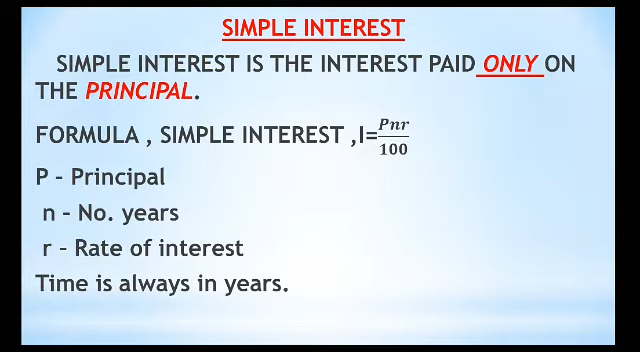 SIMPLE INTEREST
SIMPLE INTEREST IS THE INTEREST PAID ONLY ON
THE PRINCIPAL.
FORMULA , SIMPLE INTEREST ,I=Pnr/100
P – Principal
n – No. years
r – Rate of interest
Time is always in years.